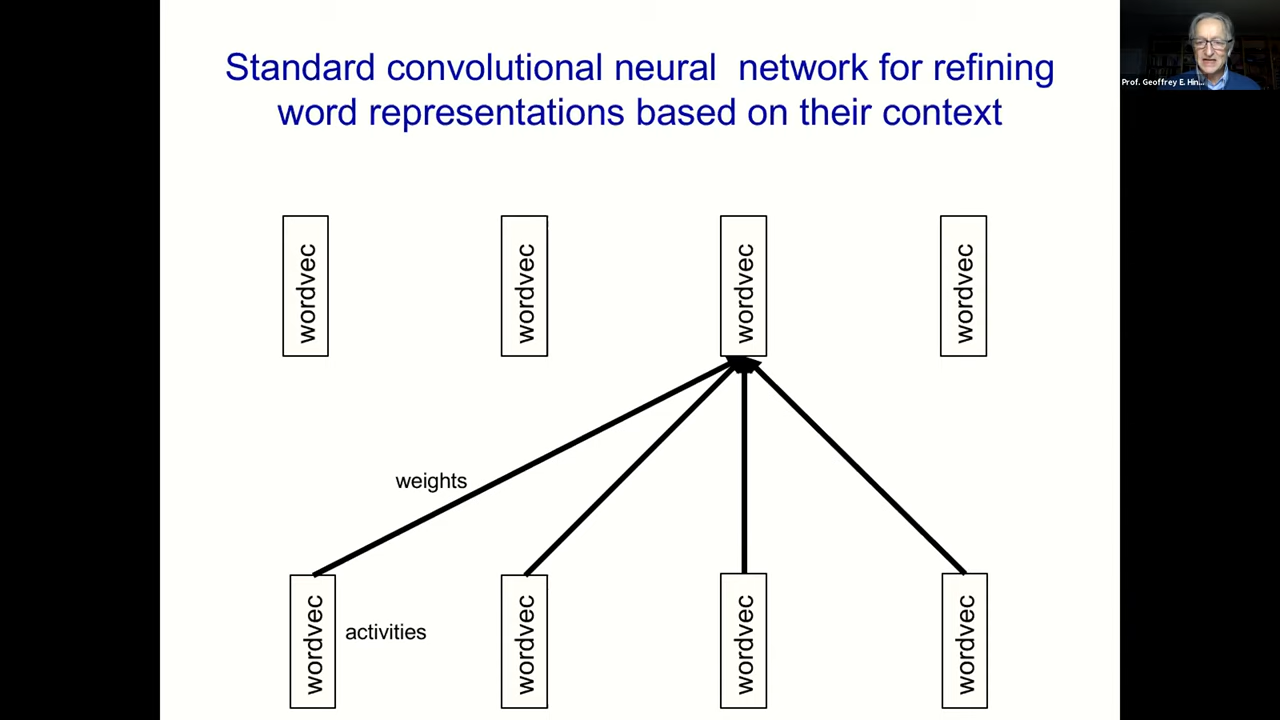 Standard convolutional neural network for refining
word representations based on their context
Prof. Geoffrey E. Hin...
wordvec
wordvec
wordvec
wordvec
weights
wordvec
activities
wordvec
wordvec
wordvec